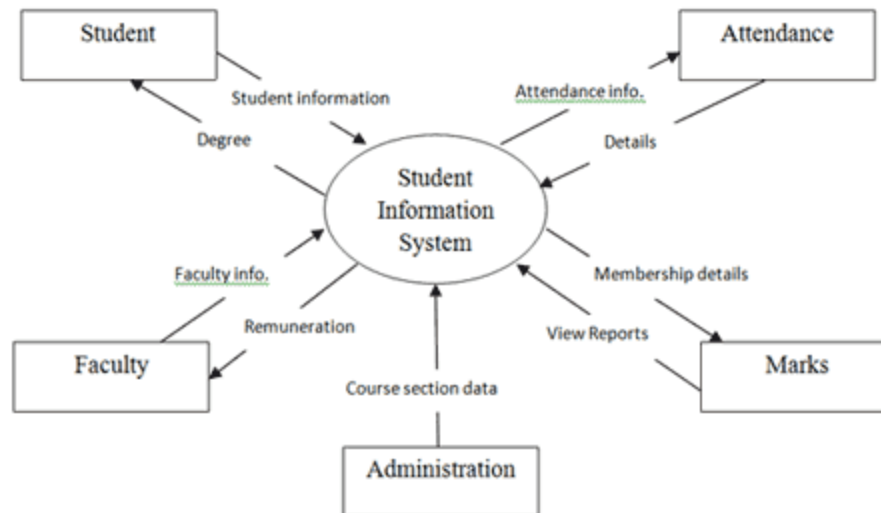 Student
Attendance
Student information
Attendance info.
Degree
Details
Student
Information
System
Faculty info.
Membership details
Remuneration
View Reports
Faculty
Marks
Course section data
Administration